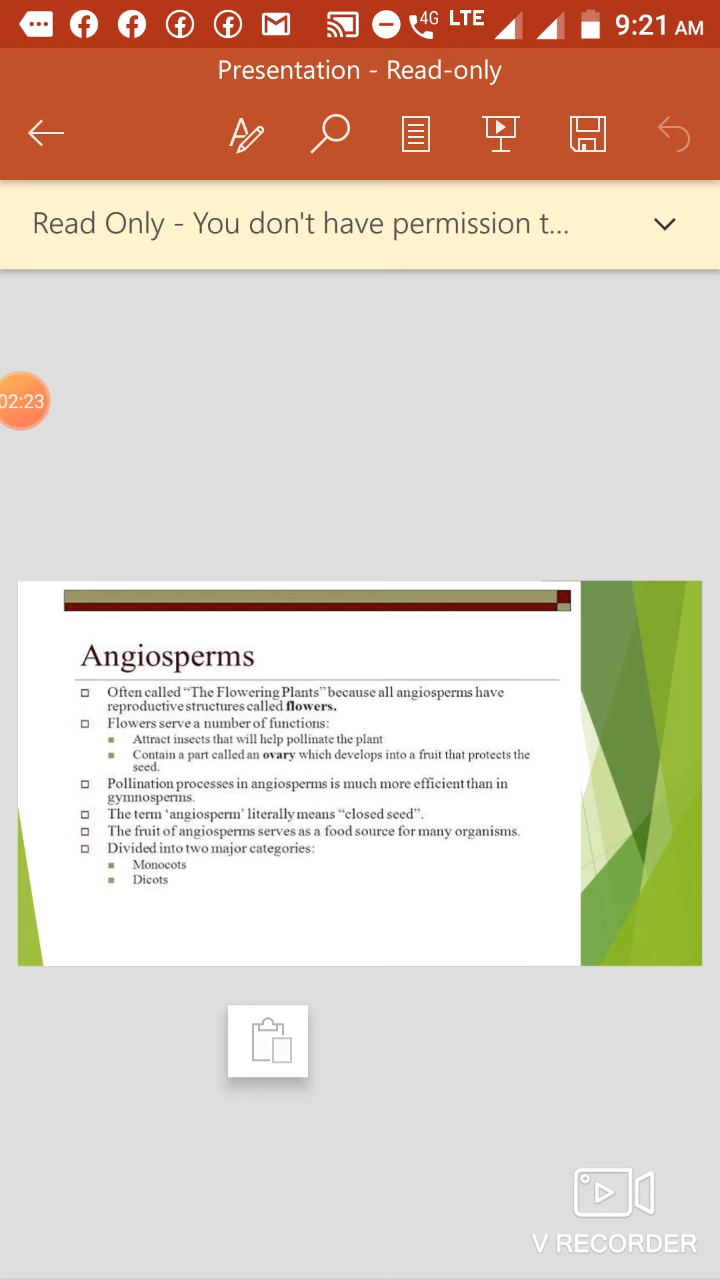 4G LTE 9:21 AM
Presentation - Read-only
Read Only - You don't have permission t...
02:23
Angiosperms
Often called “The Flowering Plants” because all angiosperms have
reproductive structures called flowers.
Flowers serve a number of functions:
Attract insects that will help pollinate the plant
Contain a part called an ovary which develops into a fruit that protects the
seed.
Pollination processes in angiosperms is much more efficient than in
gymnosperms.
The term ‘angiosperm’ literally means “closed seed”.
The fruit of angiosperms serves as a food source for many organisms.
Divided into two major categories:
Monocots
Dicots
V RECORDER